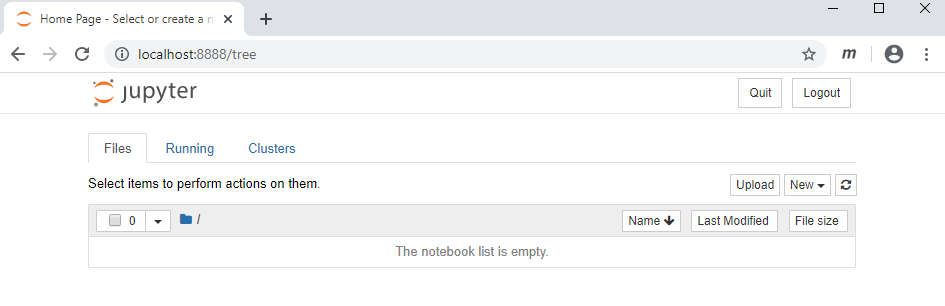 Home Page - Select or create a n
localhost:8888/tree
m
jupyter
Quit
Logout
Files
Running
Clusters
Select items to perform actions on them.
Upload
New
0
/
Name
Last Modified
File size
The notebook list is empty.